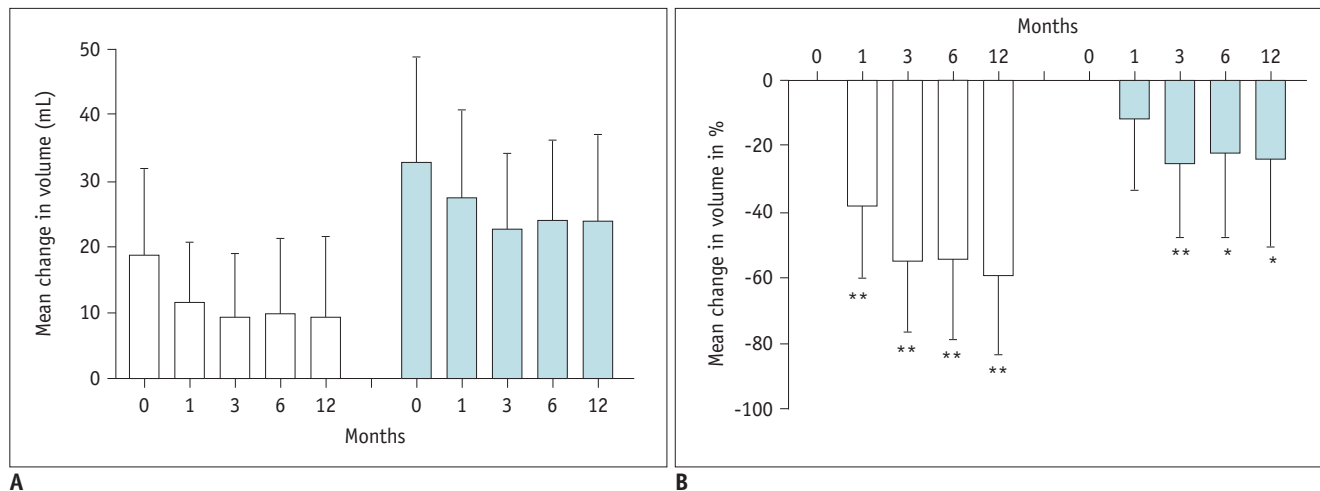 Mean change in volume (mL)
50
40
30
20
10
0
0 1 3 6 12 0 1 3 6 12
Months
A
Months
0 1 3 6 12 0 1 3 6 12
Mean change in volume in %
0
-20
-40
-60
-80
-100
** ** ** ** ** * *
B